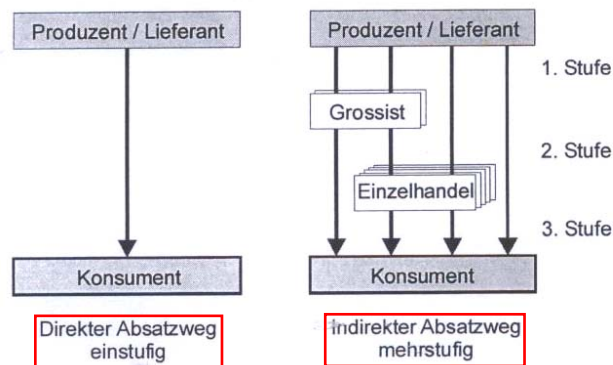 Produzent / Lieferant
Konsument
Direkter Absatzweg
einstufig
Produzent / Lieferant
1. Stufe
Grossist
2. Stufe
Einzelhandel
3. Stufe
Konsument
Indirekter Absatzweg
mehrstufig